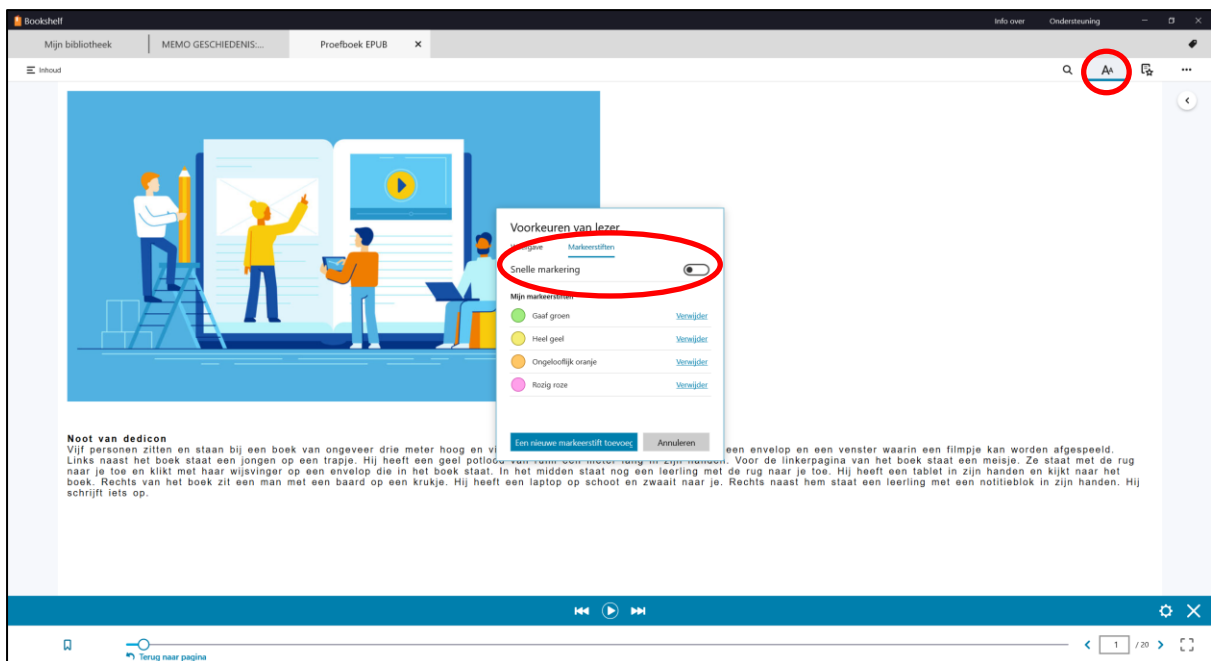 Bookshelf
Info over Ondersteuning
Mijn bibliotheek MEMO GESCHIEDENIS:... Proefboek EPUB
Inhoud
AA
Voorkeuren van lezer
Markeerstiften
Snelle markering
Mijn markeerstiften
Gaaf groen Verwijder
Heel geel Verwijder
Ongelooflijk oranje Verwijder
Rozig roze Verwijder
Een nieuwe markeerstift toevoeg Annuleren
Noot van dedicon
Vijf personen zitten en staan bij een boek van ongeveer drie meter hoog en een envelop en een venster waarin een filmpje kan worden afgespeeld.
Links naast het boek staat een jongen op een trapje. Hij heeft een geel potlood van ruim een meter lang in zijn handen. Voor de linkerpagina van het boek staat een meisje. Ze staat met de rug
naar je toe en klikt met haar wijsvinger op een envelop die in het boek staat. In het midden staat nog een leerling met de rug naar je toe. Hij heeft een tablet in zijn handen en kijkt naar het
boek. Rechts van het boek zit een man met een baard op een krukje. Hij heeft een laptop op schoot en zwaait naar je. Rechts naast hem staat een leerling met een notitieblok in zijn handen. Hij
schrijft iets op.
Terug naar pagina
1 / 20